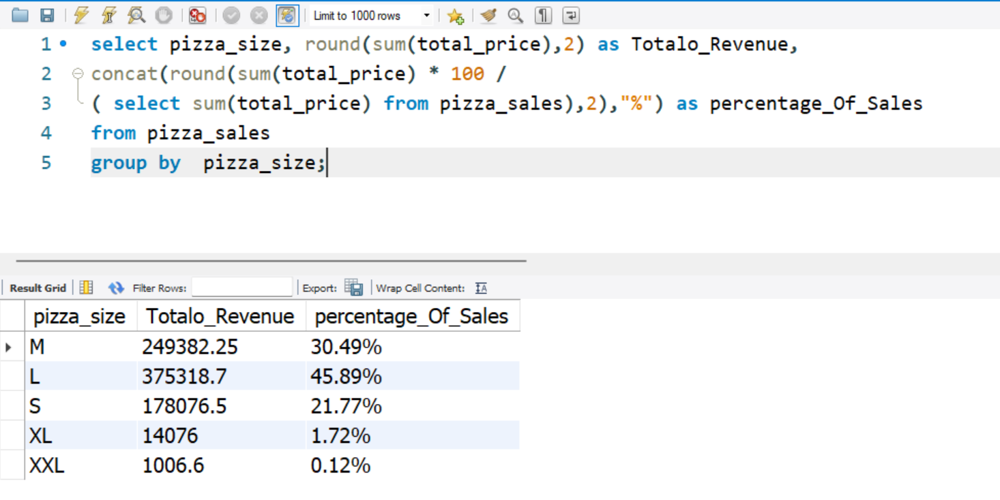 Limit to 1000 rows
1 select pizza_size, round(sum(total_price),2) as Totalo_Revenue,
2 concat(round(sum(total_price) * 100 /
3 ( select sum(total_price) from pizza_sales),2),"%") as percentage_Of_Sales
4 from pizza_sales
5 group by  pizza_size;
Result Grid Filter Rows: Export: Wrap Cell Content:
pizza_size Totalo_Revenue percentage_Of_Sales
M 249382.25 30.49%
L 375318.7 45.89%
S 178076.5 21.77%
XL 14076 1.72%
XXL 1006.6 0.12%